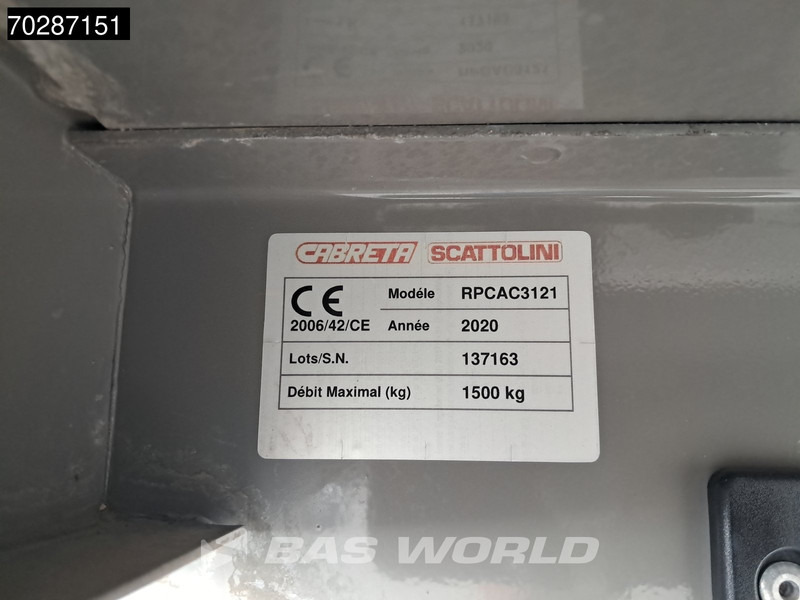 70287151
CABRETA SCATTOLINI
CE
Modéle RPCAC3121
2006/42/CE Année 2020
Lots/S.N. 137163
Débit Maximal (kg) 1500 kg
BAS WORLD